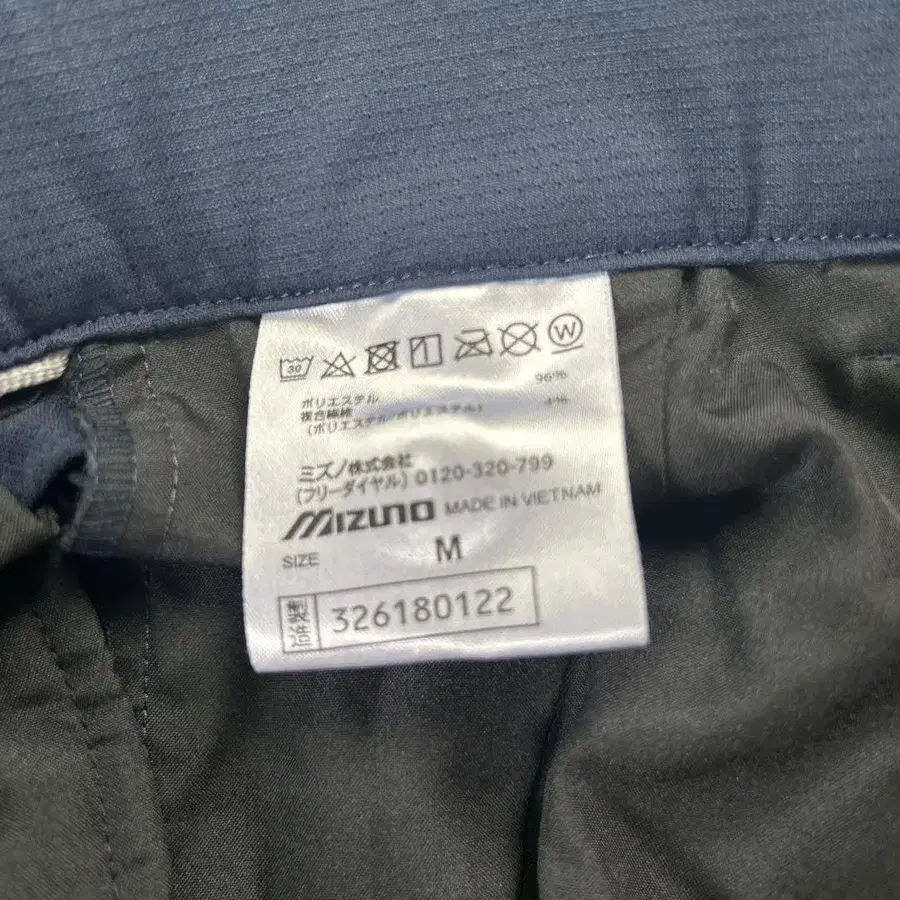 30 W
ポリエステル 96%
複合繊維 4%
(ポリエステル/ポリエステル)
ミズノ株式会社
(フリーダイヤル) 0120-320-799
MIZUNO MADE IN VIETNAM
SIZE M
326180122